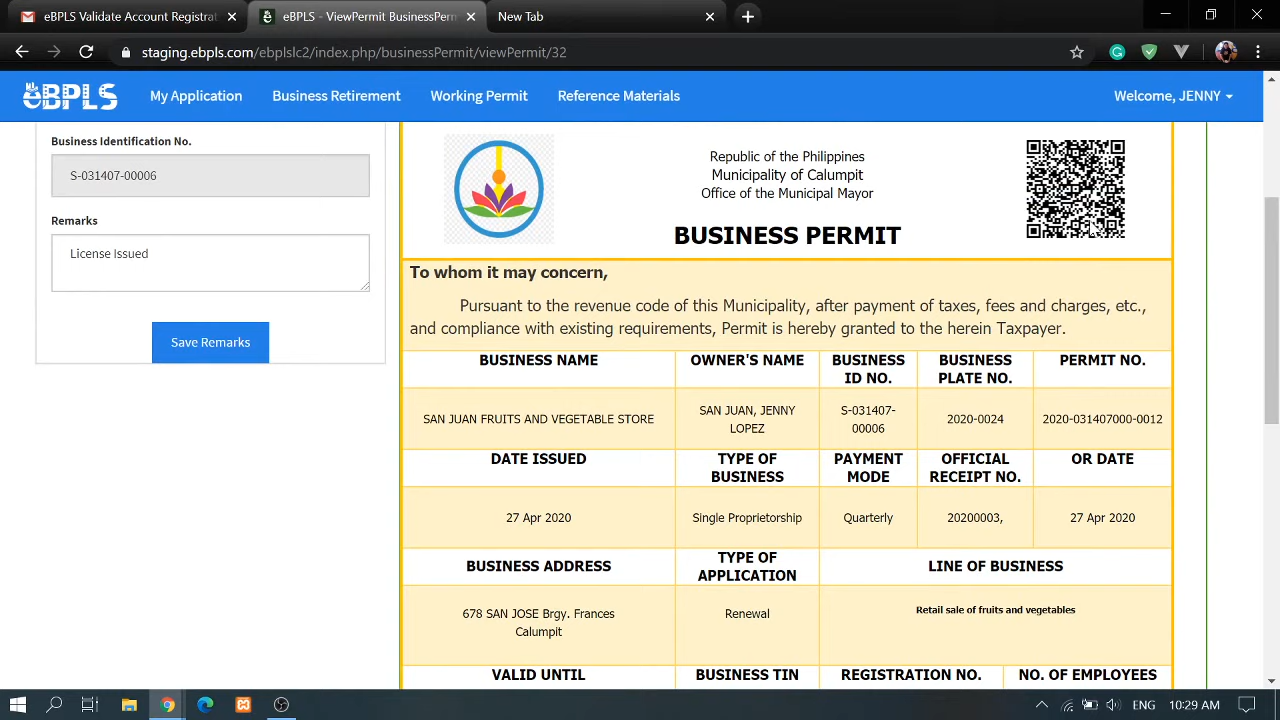 eBPLS Validate Account Registrat
eBPLS - ViewPermit BusinessPerm
New Tab
staging.ebpls.com/ebplslc2/index.php/businessPermit/viewPermit/32
eBPLS
My Application
Business Retirement
Working Permit
Reference Materials
Welcome, JENNY
Business Identification No.
S-031407-00006
Remarks
License Issued
Save Remarks
Republic of the Philippines
Municipality of Calumpit
Office of the Municipal Mayor
BUSINESS PERMIT
To whom it may concern,
Pursuant to the revenue code of this Municipality, after payment of taxes, fees and charges, etc.,
and compliance with existing requirements, Permit is hereby granted to the herein Taxpayer.
BUSINESS NAME
OWNER'S NAME
BUSINESS
ID NO.
BUSINESS
PLATE NO.
PERMIT NO.
SAN JUAN FRUITS AND VEGETABLE STORE
SAN JUAN, JENNY
LOPEZ
S-031407-
00006
2020-0024
2020-031407000-0012
DATE ISSUED
TYPE OF
BUSINESS
PAYMENT
MODE
OFFICIAL
RECEIPT NO.
OR DATE
27 Apr 2020
Single Proprietorship
Quarterly
20200003,
27 Apr 2020
BUSINESS ADDRESS
TYPE OF
APPLICATION
LINE OF BUSINESS
678 SAN JOSE Brgy. Frances
Calumpit
Renewal
Retail sale of fruits and vegetables
VALID UNTIL
BUSINESS TIN
REGISTRATION NO.
NO. OF EMPLOYEES
ENG
10:29 AM